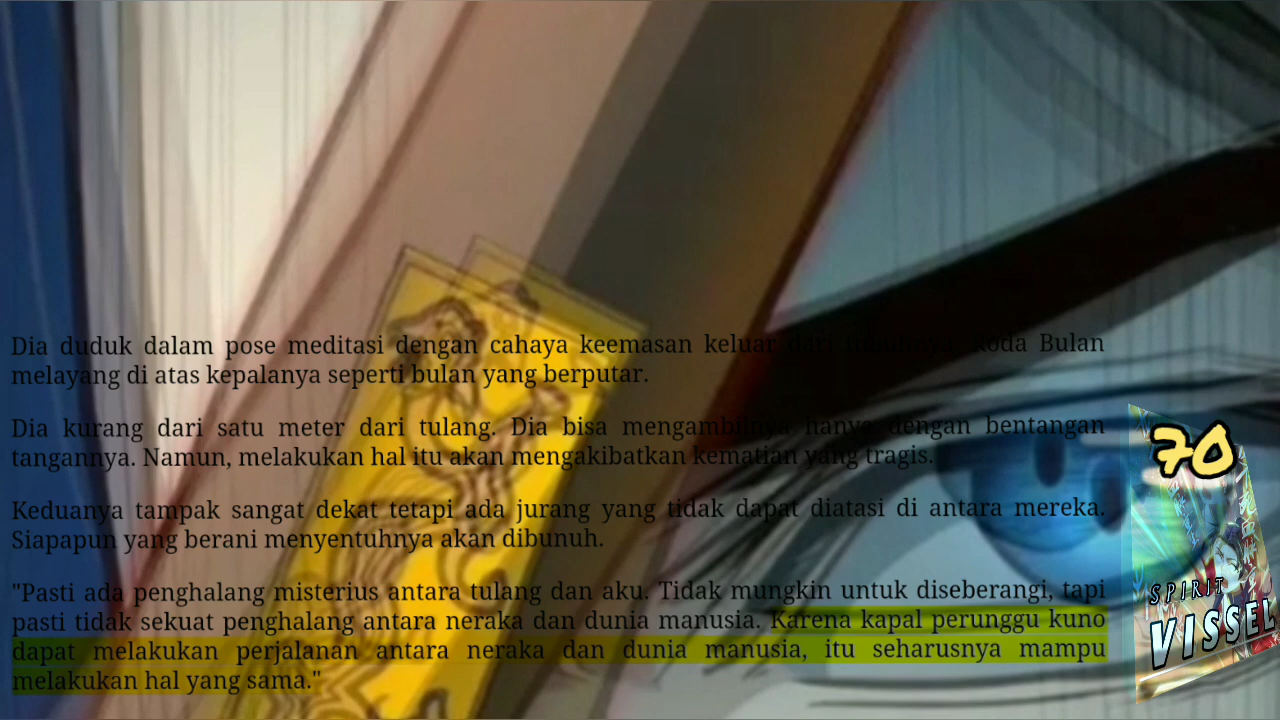 Dia duduk dalam pose meditasi dengan cahaya keemasan keluar dari tubuhnya. Roda Bulan
melayang di atas kepalanya seperti bulan yang berputar.
Dia kurang dari satu meter dari tulang. Dia bisa mengambilnya hanya dengan bentangan
tangannya. Namun, melakukan hal itu akan mengakibatkan kematian yang tragis.
Keduanya tampak sangat dekat tetapi ada jurang yang tidak dapat diatasi di antara mereka.
Siapapun yang berani menyentuhnya akan dibunuh.
"Pasti ada penghalang misterius antara tulang dan aku. Tidak mungkin untuk diseberangi, tapi
pasti tidak sekuat penghalang antara neraka dan dunia manusia. Karena kapal perunggu kuno
dapat melakukan perjalanan antara neraka dan dunia manusia, itu seharusnya mampu
melakukan hal yang sama."
70
SPIRIT
VISSEL